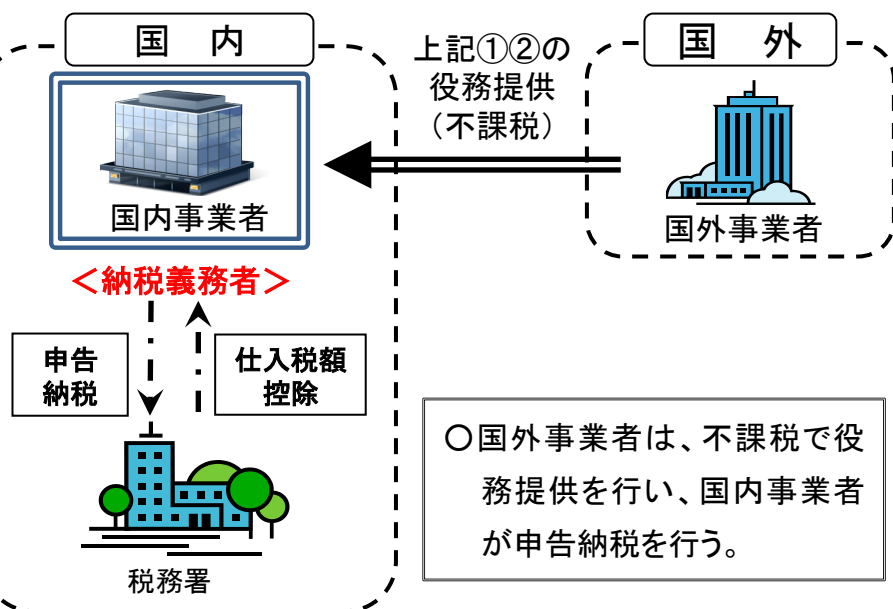 国　内
上記①②の
役務提供
（不課税）
国　外
国内事業者
国外事業者
＜納税義務者＞
申告
納税
仕入税額
控除
税務署
○国外事業者は、不課税で役
務提供を行い、国内事業者
が申告納税を行う。